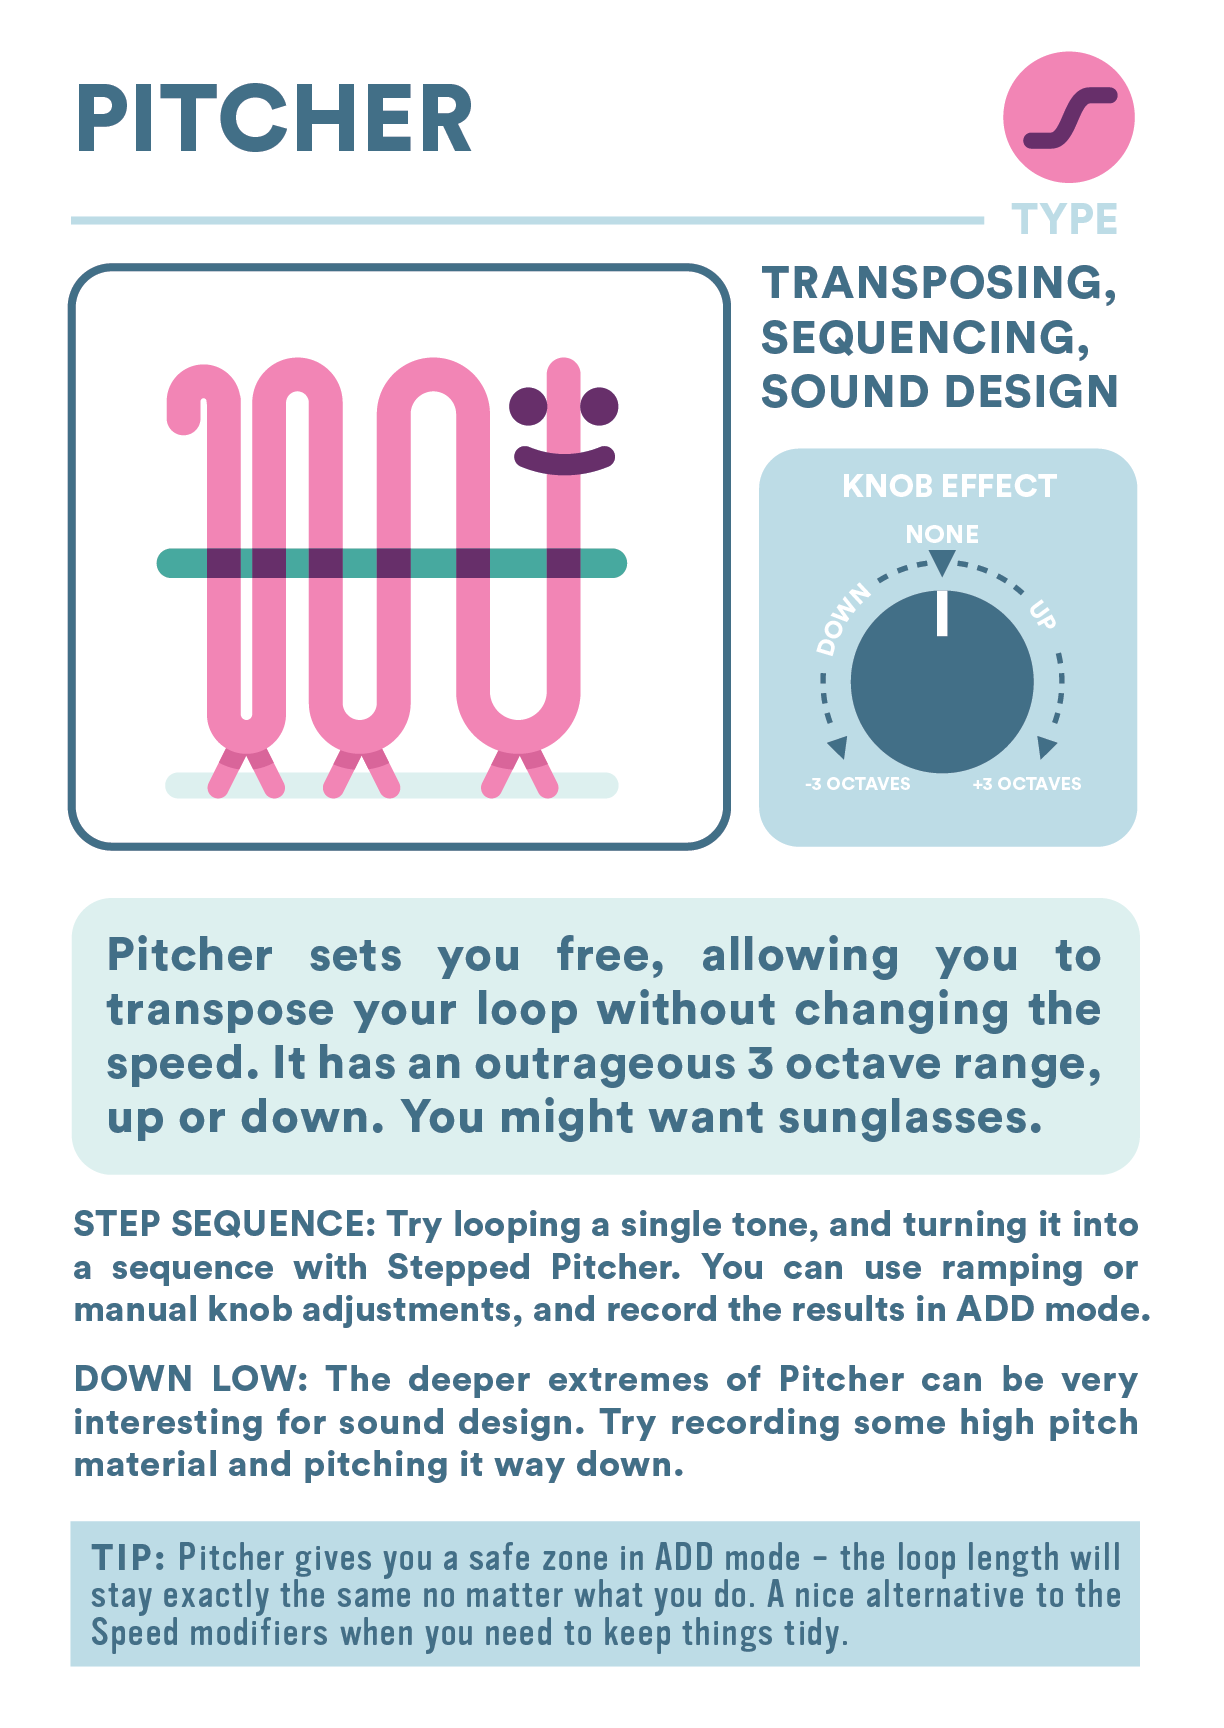 PITCHER
TYPE
TRANSPOSING,
SEQUENCING,
SOUND DESIGN
KNOB EFFECT
NONE
DOWN
UP
-3 OCTAVES
+3 OCTAVES
Pitcher sets you free, allowing you to
transpose your loop without changing the
speed. It has an outrageous 3 octave range,
up or down. You might want sunglasses.
STEP SEQUENCE: Try looping a single tone, and turning it into
a sequence with Stepped Pitcher. You can use ramping or
manual knob adjustments, and record the results in ADD mode.
DOWN LOW: The deeper extremes of Pitcher can be very
interesting for sound design. Try recording some high pitch
material and pitching it way down.
TIP: Pitcher gives you a safe zone in ADD mode – the loop length will
stay exactly the same no matter what you do. A nice alternative to the
Speed modifiers when you need to keep things tidy.